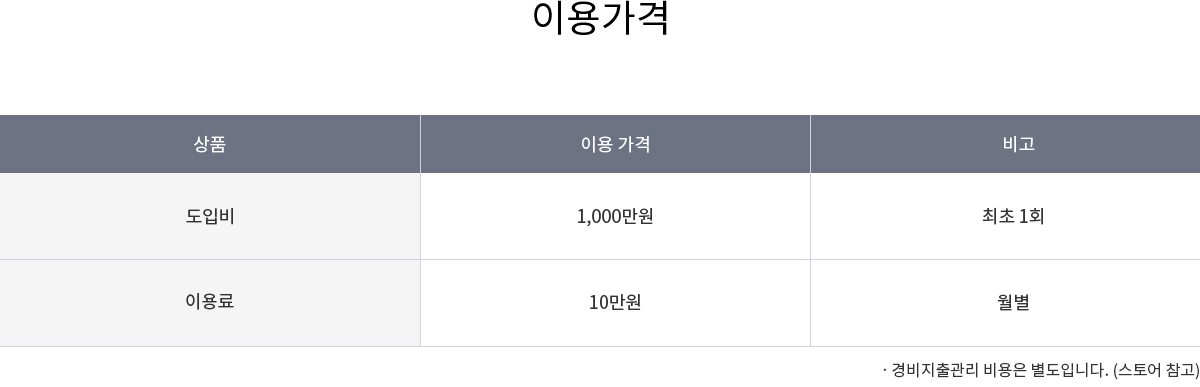 이용가격
상품 이용 가격 비고
도입비 1,000만원 최초 1회
이용료 10만원 월별
· 경비지출관리 비용은 별도입니다. (스토어 참고)